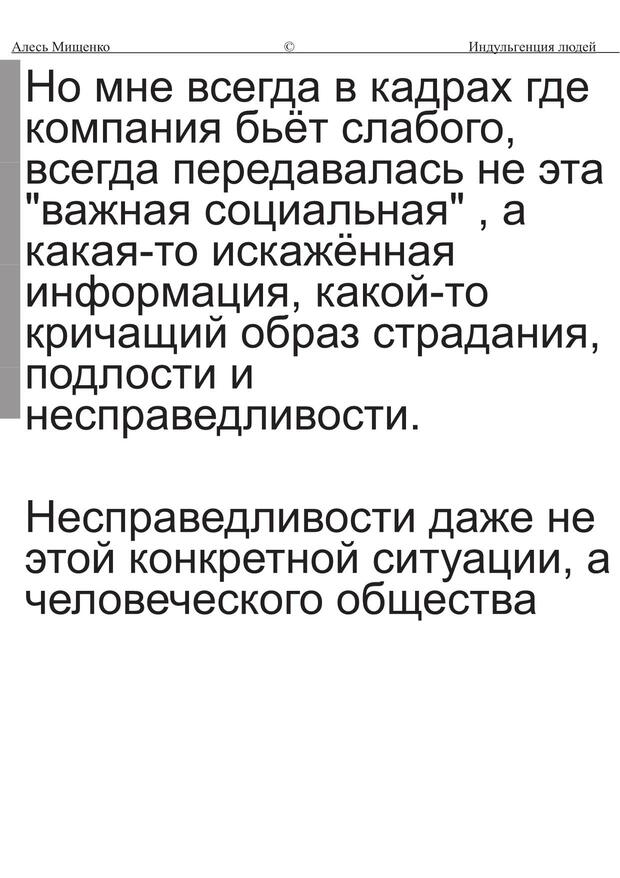 Алесь Мищенко © Индульгенция людей
Но мне всегда в кадрах где
компания бьёт слабого,
всегда передавалась не эта
"важная социальная" , а
какая-то искажённая
информация, какой-то
кричащий образ страдания,
подлости и
несправедливости.
Несправедливости даже не
этой конкретной ситуации, а
человеческого общества